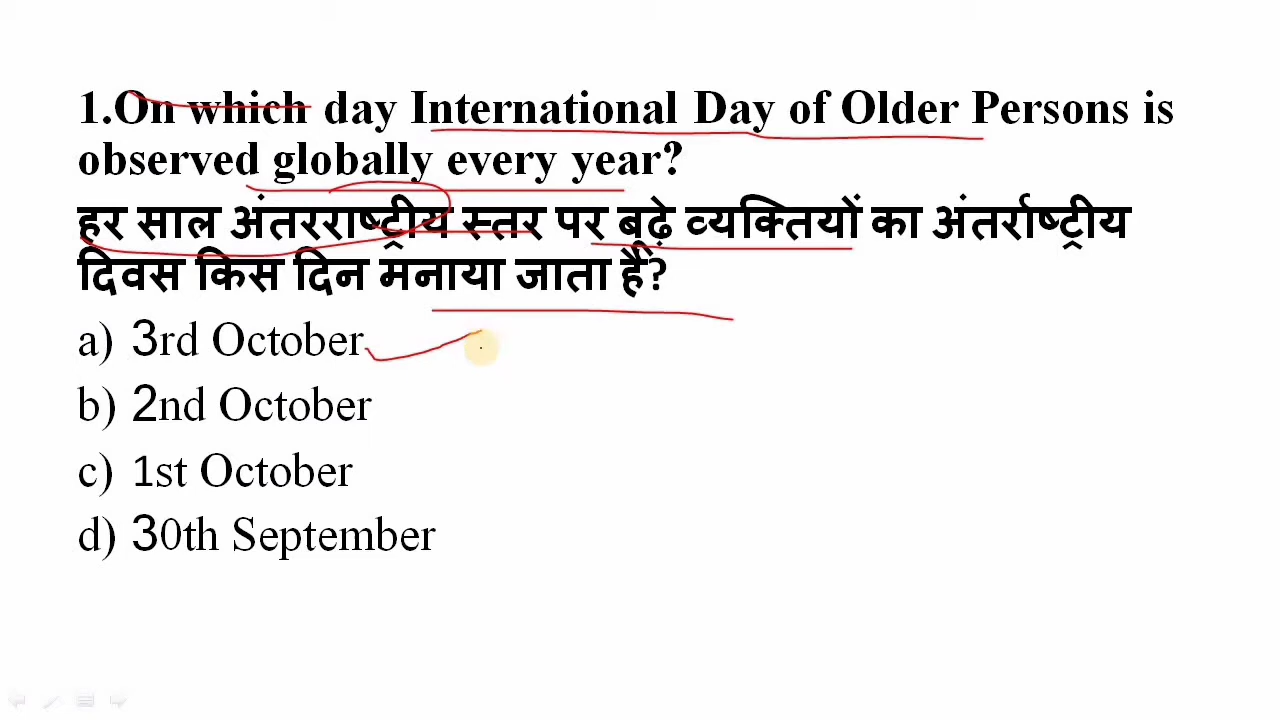 1.On which day International Day of Older Persons is
observed globally every year?
हर साल अंतरराष्ट्रीय स्तर पर बूढ़े व्यक्तियों का अंतर्राष्ट्रीय
दिवस किस दिन मनाया जाता है?
a) 3rd October
b) 2nd October
c) 1st October
d) 30th September